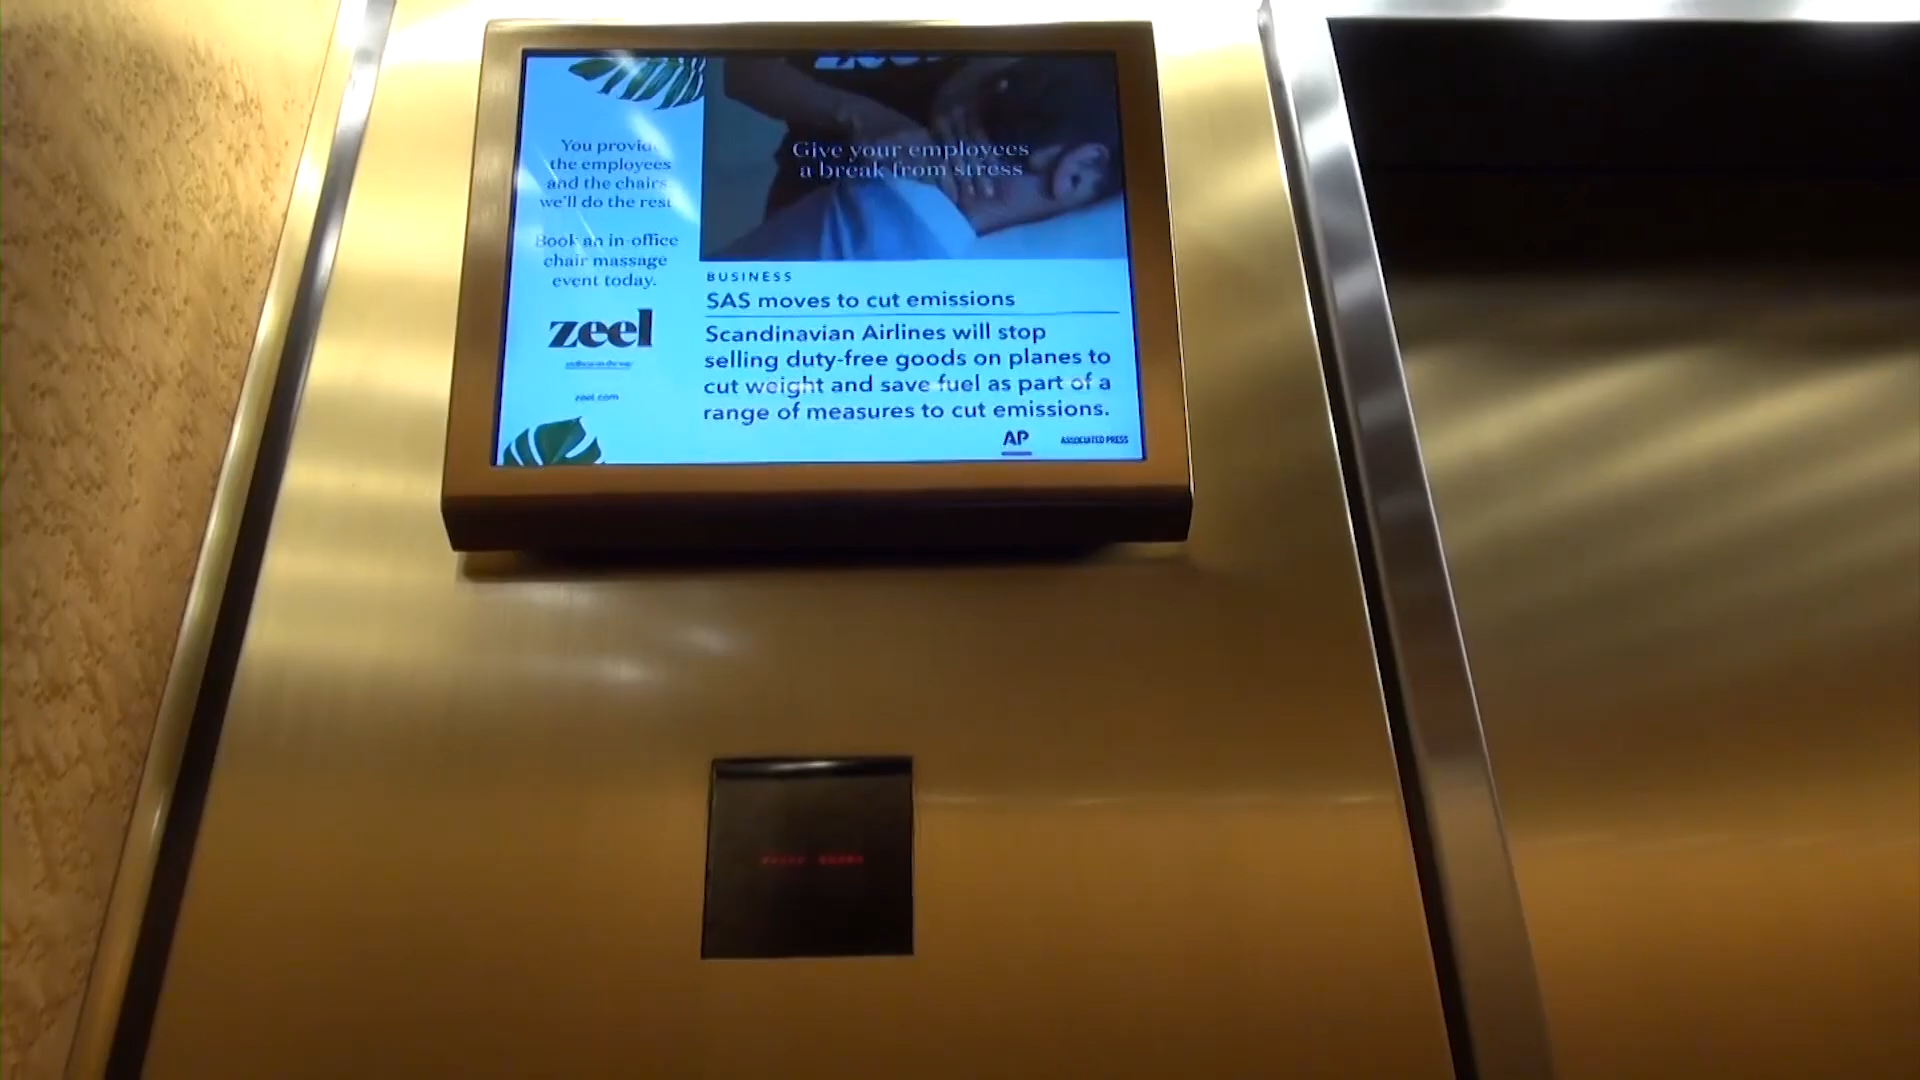 You provide
the employees
and the chairs
we'll do the rest
Book an in-office
chair massage
event today.
zeel
zeel.com
Give your employees
a break from stress
BUSINESS
SAS moves to cut emissions
Scandinavian Airlines will stop
selling duty-free goods on planes to
cut weight and save fuel as part of a
range of measures to cut emissions.
AP ASSOCIATED PRESS